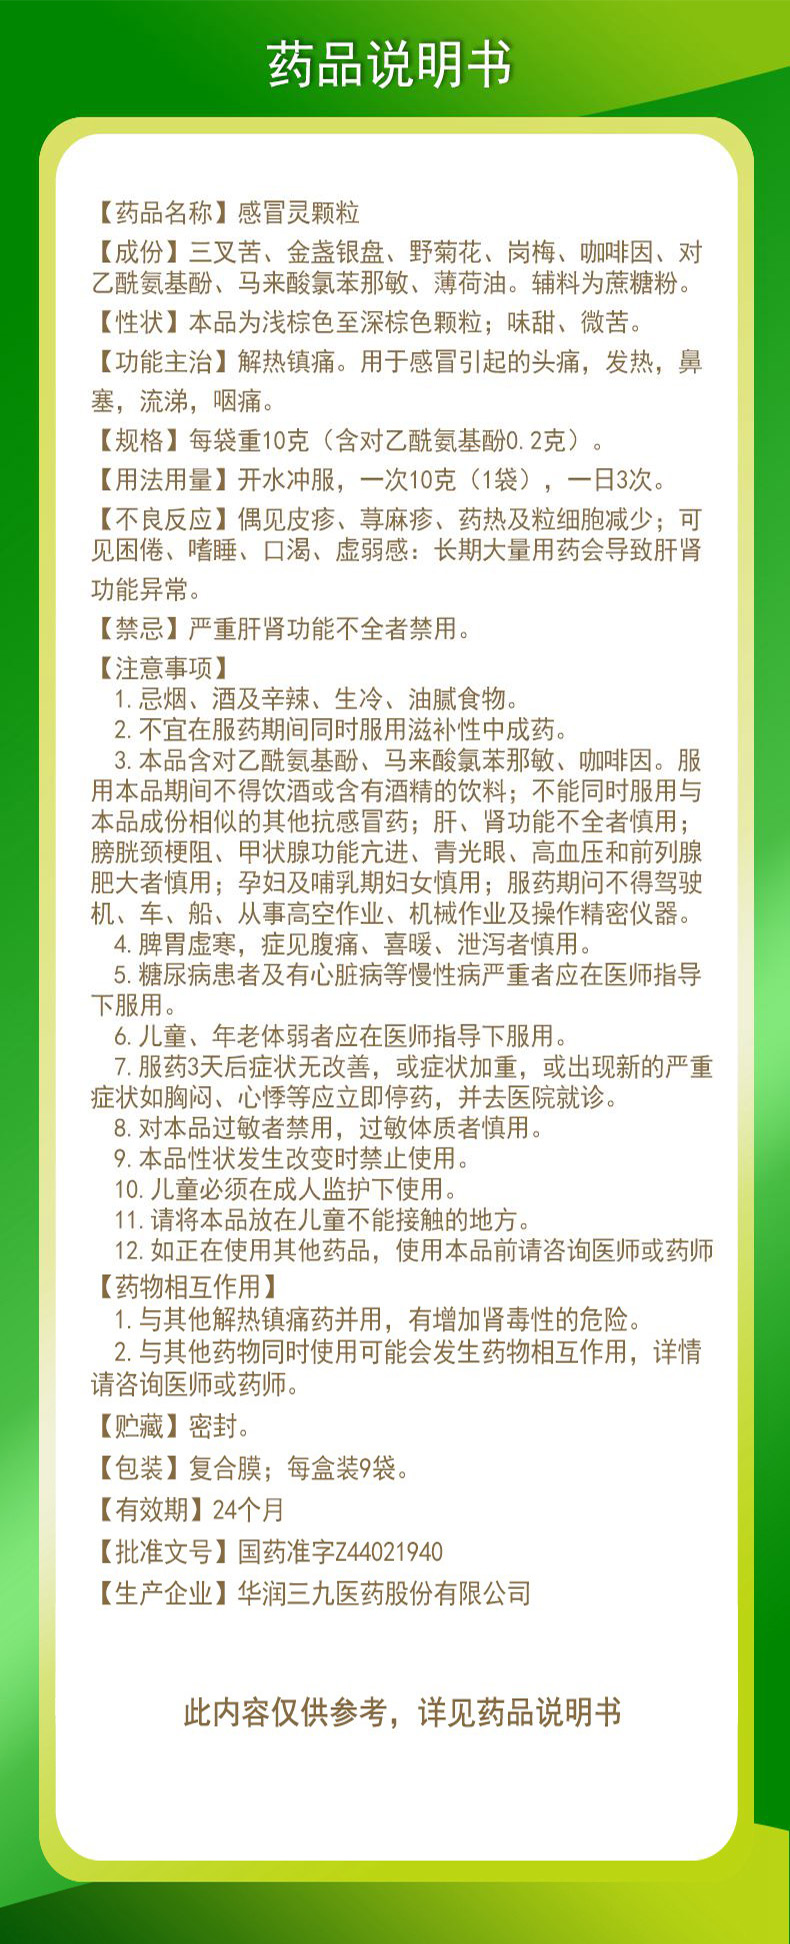 药品说明书
【药品名称】感冒灵颗粒
【成份】三叉苦、金盏银盘、野菊花、岗梅、咖啡因、对
乙酰氨基酚、马来酸氯苯那敏、薄荷油。辅料为蔗糖粉。
【性状】本品为浅棕色至深棕色颗粒；味甜、微苦。
【功能主治】解热镇痛。用于感冒引起的头痛，发热，鼻
塞，流涕，咽痛。
【规格】每袋重10克（含对乙酰氨基酚0.2克）。
【用法用量】开水冲服，一次10克（1袋），一日3次。
【不良反应】偶见皮疹、荨麻疹、药热及粒细胞减少；可
见困倦、嗜睡、口渴、虚弱感：长期大量用药会导致肝肾
功能异常。
【禁忌】严重肝肾功能不全者禁用。
【注意事项】
1.忌烟、酒及辛辣、生冷、油腻食物。
2.不宜在服药期间同时服用滋补性中成药。
3.本品含对乙酰氨基酚、马来酸氯苯那敏、咖啡因。服
用本品期间不得饮酒或含有酒精的饮料；不能同时服用与
本品成份相似的其他抗感冒药；肝、肾功能不全者慎用；
膀胱颈梗阻、甲状腺功能亢进、青光眼、高血压和前列腺
肥大者慎用；孕妇及哺乳期妇女慎用；服药期问不得驾驶
机、车、船、从事高空作业、机械作业及操作精密仪器。
4.脾胃虚寒，症见腹痛、喜暖、泄泻者慎用。
5.糖尿病患者及有心脏病等慢性病严重者应在医师指导
下服用。
6.儿童、年老体弱者应在医师指导下服用。
7.服药3天后症状无改善，或症状加重，或出现新的严重
症状如胸闷、心悸等应立即停药，并去医院就诊。
8.对本品过敏者禁用，过敏体质者慎用。
9.本品性状发生改变时禁止使用。
10.儿童必须在成人监护下使用。
11.请将本品放在儿童不能接触的地方。
12.如正在使用其他药品，使用本品前请咨询医师或药师
【药物相互作用】
1.与其他解热镇痛药并用，有增加肾毒性的危险。
2.与其他药物同时使用可能会发生药物相互作用，详情
请咨询医师或药师。
【贮藏】密封。
【包装】复合膜；每盒装9袋。
【有效期】24个月
【批准文号】国药准字Z44021940
【生产企业】华润三九医药股份有限公司
此内容仅供参考，详见药品说明书